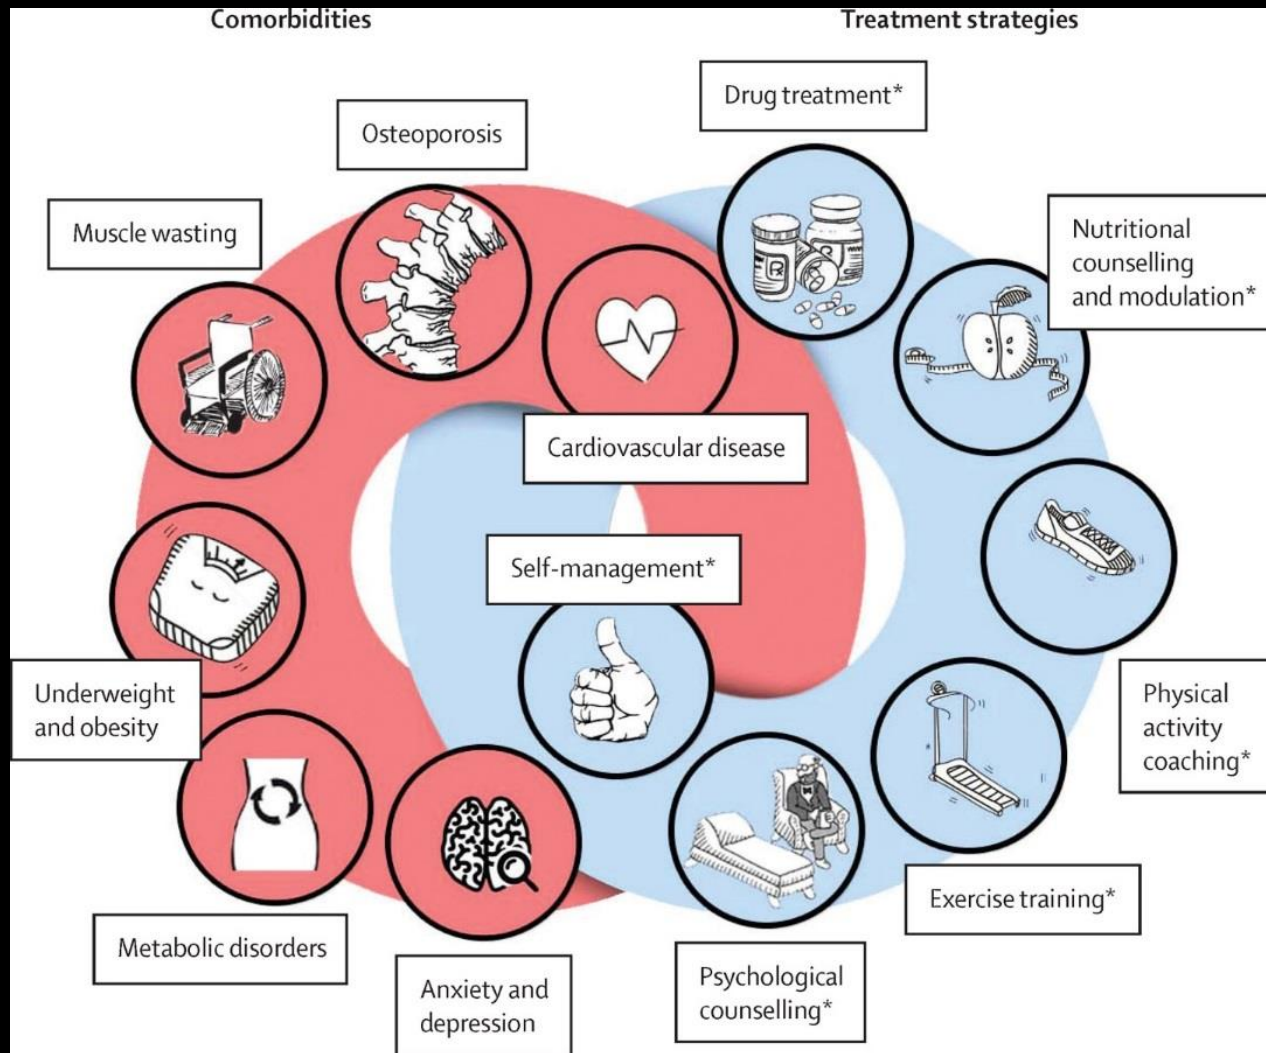 Comorbidities
Treatment strategies
Drug treatment*
Osteoporosis
Nutritional
counselling
and modulation*
Muscle wasting
Cardiovascular disease
Self-management*
Underweight
and obesity
Physical
activity
coaching*
Exercise training*
Metabolic disorders
Anxiety and
depression
Psychological
counselling*